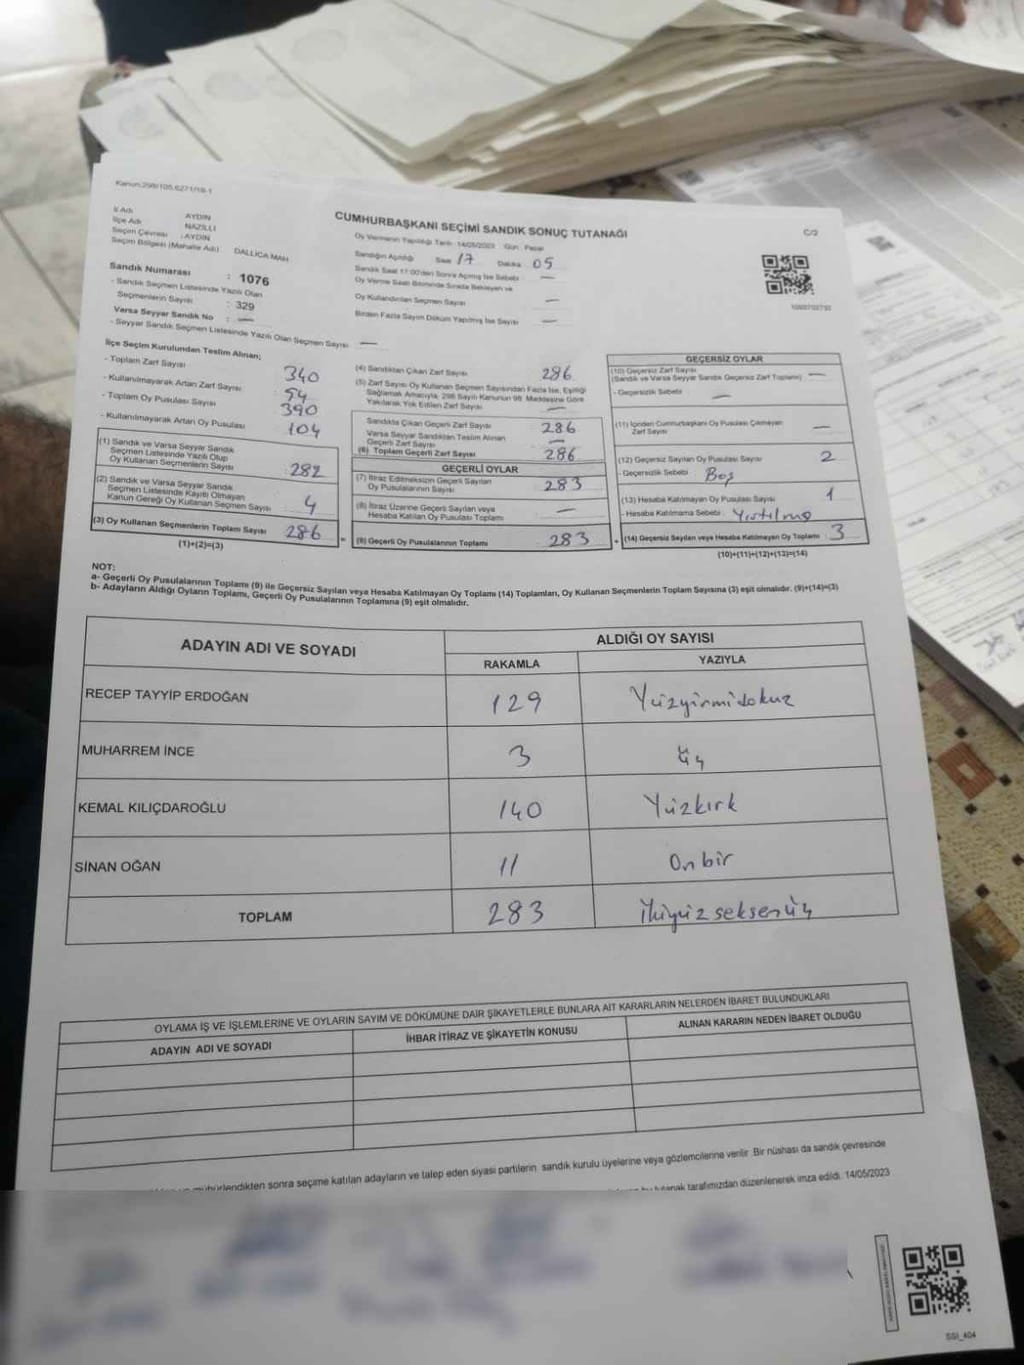 Kanun:298/105,6271/19-1
İl Adı AYDIN
İlçe Adı NAZİLLİ
Seçim Çevresi : AYDIN
Seçim Bölgesi (Mahalle Adı) DALLICA MAH
Sandık Numarası : 1076
- Sandık Seçmen Listesinde Yazılı Olan
Seçmenlerin Sayısı : 329
Varsa Seyyar Sandık No : —
- Seyyar Sandık Seçmen Listesinde Yazılı Olan Seçmen Sayısı —
CUMHURBAŞKANI SEÇİMİ SANDIK SONUÇ TUTANAĞI
Oy Vermenin Yapıldığı Tarih 14/05/2023 Gün : Pazar
Sandığın Açıldığı Saat 17 Dakika 05
Sandık Saat 17:00'den Sonra Açılmış İse Sebebi —
Oy Verme Saati Bitiminde Sırada Bekleyen ve
Oy Kullandırılan Seçmen Sayısı —
Birden Fazla Sayım Döküm Yapılmış İse Sayısı —
İlçe Seçim Kurulundan Teslim Alınan;
- Toplam Zarf Sayısı 340
- Kullanılmayarak Artan Zarf Sayısı 54
- Toplam Oy Pusulası Sayısı 390
- Kullanılmayarak Artan Oy Pusulası 104
(1) Sandık ve Varsa Seyyar Sandık
Seçmen Listesinde Yazılı Olup
Oy Kullanan Seçmenlerin Sayısı 282
(2) Sandık ve Varsa Seyyar Sandık
Seçmen Listesinde Kayıtlı Olmayan
Kanun Gereği Oy Kullanan Seçmen Sayısı 4
(3) Oy Kullanan Seçmenlerin Toplam Sayısı 286
(1)+(2)=(3)
(4) Sandıktan Çıkan Zarf Sayısı 286
(5) Zarf Sayısı Oy Kullanan Seçmen Sayısından Fazla İse, Eşitliği
Sağlamak Amacıyla, 298 Sayılı Kanunun 98. Maddesine Göre
Yakılarak Yok Edilen Zarf Sayısı —
Sandıkta Çıkan Geçerli Zarf Sayısı 286
Varsa Seyyar Sandıktan Teslim Alınan
Geçerli Zarf Sayısı —
(6) Toplam Geçerli Zarf Sayısı 286
GEÇERLİ OYLAR
(7) İtiraz Edilmeksizin Geçerli Sayılan
Oy Pusulalarının Sayısı 283
(8) İtiraz Üzerine Geçerli Sayılan veya
Hesaba Katılan Oy Pusulası Toplamı —
(9) Geçerli Oy Pusulalarının Toplamı 283
GEÇERSİZ OYLAR
(10) Geçersiz Zarf Sayısı
(Sandık ve Varsa Seyyar Sandık Geçersiz Zarf Toplamı) —
- Geçersizlik Sebebi —
(11) İçinden Cumhurbaşkanı Oy Pusulası Çıkmayan
Zarf Sayısı —
(12) Geçersiz Sayılan Oy Pusulası Sayısı 2
- Geçersizlik Sebebi Boş
(13) Hesaba Katılmayan Oy Pusulası Sayısı 1
- Hesaba Katılmama Sebebi : Yırtılma
(14) Geçersiz Sayılan veya Hesaba Katılmayan Oy Toplamı : 3
(10)+(11)+(12)+(13)=(14)
NOT:
a- Geçerli Oy Pusulalarının Toplamı (9) ile Geçersiz Sayılan veya Hesaba Katılmayan Oy Toplamı (14) Toplamları, Oy Kullanan Seçmenlerin Toplam Sayısına (3) eşit olmalıdır. (9)+(14)=(3)
b- Adayların Aldığı Oyların Toplamı, Geçerli Oy Pusulalarının Toplamına (9) eşit olmalıdır.
ADAYIN ADI VE SOYADI ALDIĞI OY SAYISI
RAKAMLA YAZIYLA
RECEP TAYYİP ERDOĞAN 129 Yüzyirmidokuz
MUHARREM İNCE 3 üç
KEMAL KILIÇDAROĞLU 140 Yüzkırk
SİNAN OĞAN 11 Onbir
TOPLAM 283 ikiyüzseksenüç
OYLAMA İŞ VE İŞLEMLERİNE VE OYLARIN SAYIM VE DÖKÜMÜNE DAİR ŞİKAYETLERLE BUNLARA AİT KARARLARIN NELERDEN İBARET BULUNDUKLARI
ADAYIN ADI VE SOYADI İHBAR İTİRAZ VE ŞİKAYETİN KONUSU ALINAN KARARIN NEDEN İBARET OLDUĞU
mühürlendikten sonra seçime katılan adayların ve talep eden siyasi partilerin sandık kurulu üyelerine veya gözlemcilerine verilir. Bir nüshası da sandık çevresinde
tutanak tarafımızdan düzenlenerek imza edildi. 14/05/2023
SSI_404